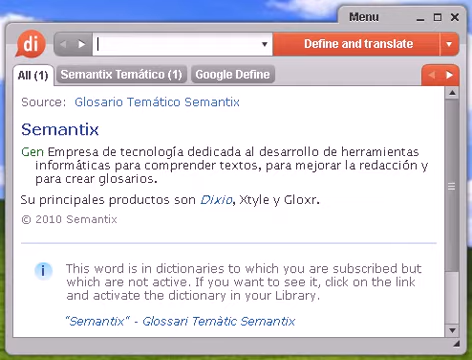 Menu
di
Define and translate
All (1)
Semantix Temático (1)
Google Define
Source: Glosario Temático Semantix
Semantix
Gen Empresa de tecnología dedicada al desarrollo de herramientas
informáticas para comprender textos, para mejorar la redacción y
para crear glosarios.
Su principales productos son Dixio, Xtyle y Gloxr.
© 2010 Semantix
i
This word is in dictionaries to which you are subscribed but
which are not active. If you want to see it, click on the link
and activate the dictionary in your Library.
"Semantix" - Glossari Temàtic Semantix